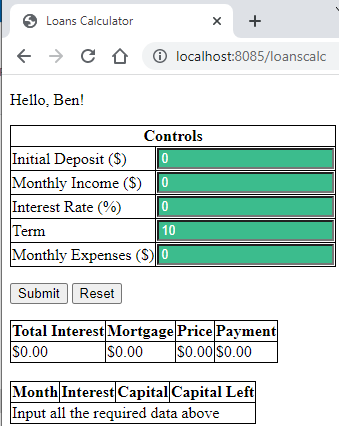 Loans Calculator
localhost:8085/loanscalc
Hello, Ben!
Controls
Initial Deposit ($) 0
Monthly Income ($) 0
Interest Rate (%) 0
Term 10
Monthly Expenses ($) 0
Submit Reset
Total Interest Mortgage Price Payment
$0.00 $0.00 $0.00 $0.00
Month Interest Capital Capital Left
Input all the required data above